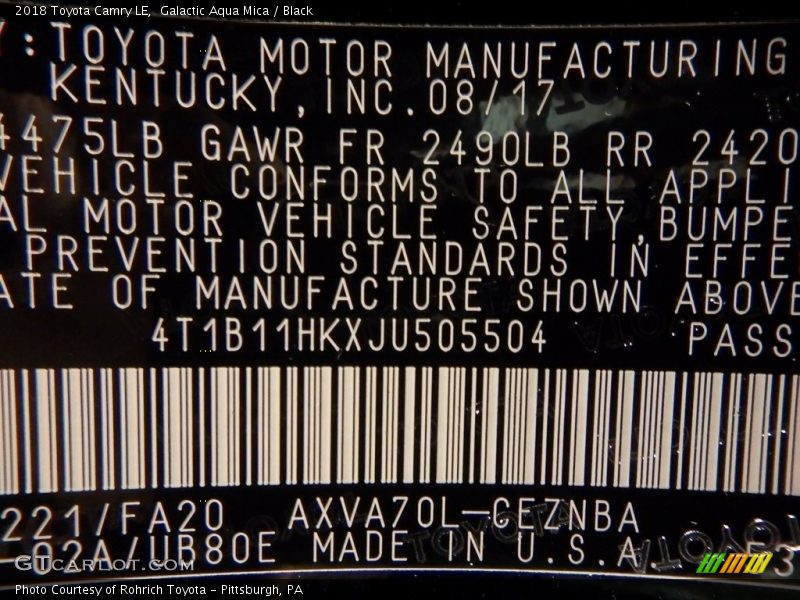 2018 Toyota Camry LE, Galactic Aqua Mica / Black
Y:TOYOTA MOTOR MANUFACTURING
KENTUCKY,INC.08/17
4475LB GAWR FR 2490LB RR 2420
VEHICLE CONFORMS TO ALL APPLI
AL MOTOR VEHICLE SAFETY,BUMPE
PREVENTION STANDARDS IN EFFE
ATE OF MANUFACTURE SHOWN ABOVE
4T1B11HKXJU505504 PASS
221/FA20 AXVA70L-CEZNBA
-02A/UB80E MADE IN U.S.A.
GTcarlot.com
Photo Courtesy of Rohrich Toyota - Pittsburgh, PA